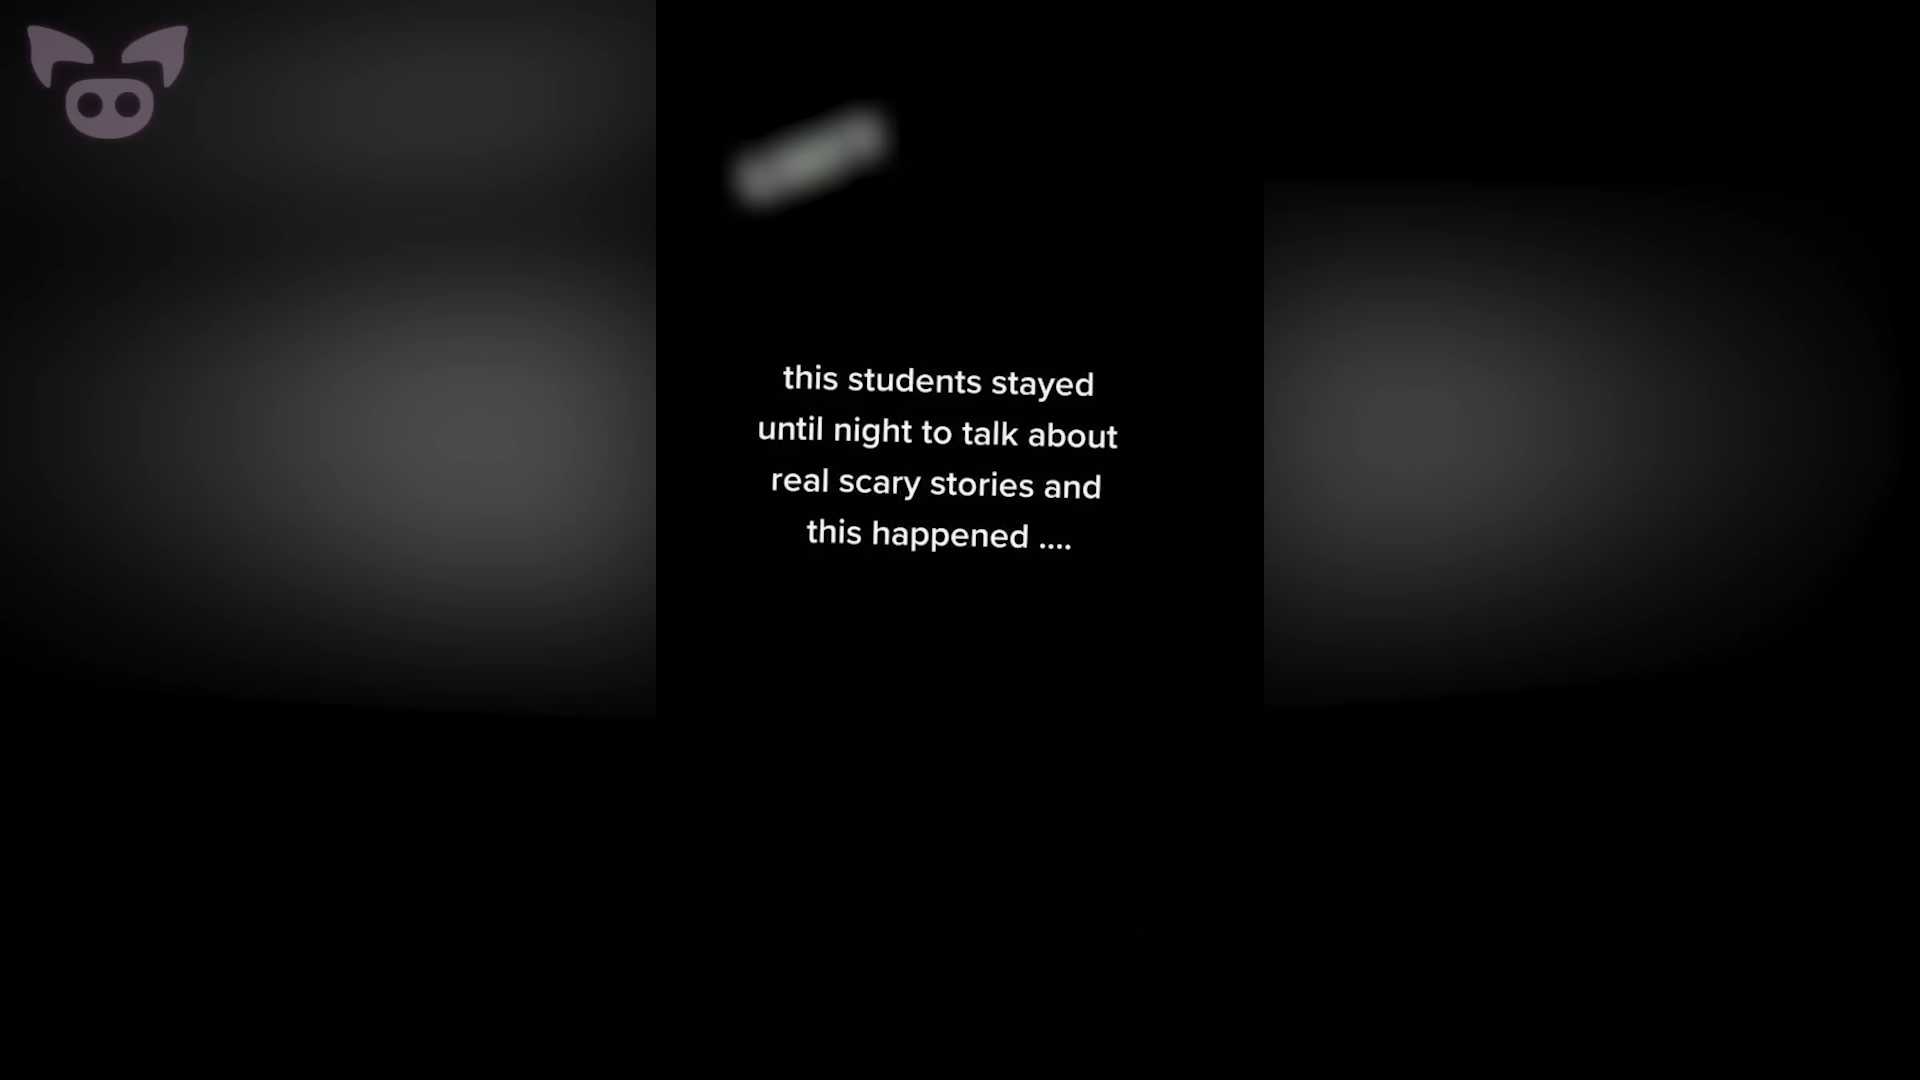 this students stayed
until night to talk about
real scary stories and
this happened ....